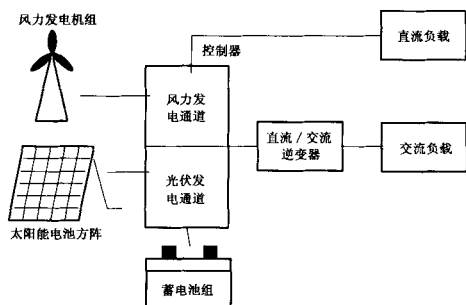 风力发电机组
控制器
直流负载
风力发
电通道
直流/交流
逆变器
交流负载
光伏发
电通道
太阳能电池方阵
蓄电池组